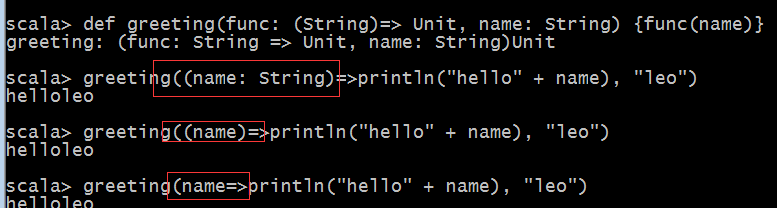 scala> def greeting(func: (String)=> Unit, name: String) {func(name)}
greeting: (func: String => Unit, name: String)Unit
scala> greeting((name: String)=>println("hello" + name), "leo")
helloleo
scala> greeting((name)=>println("hello" + name), "leo")
helloleo
scala> greeting(name=>println("hello" + name), "leo")
helloleo